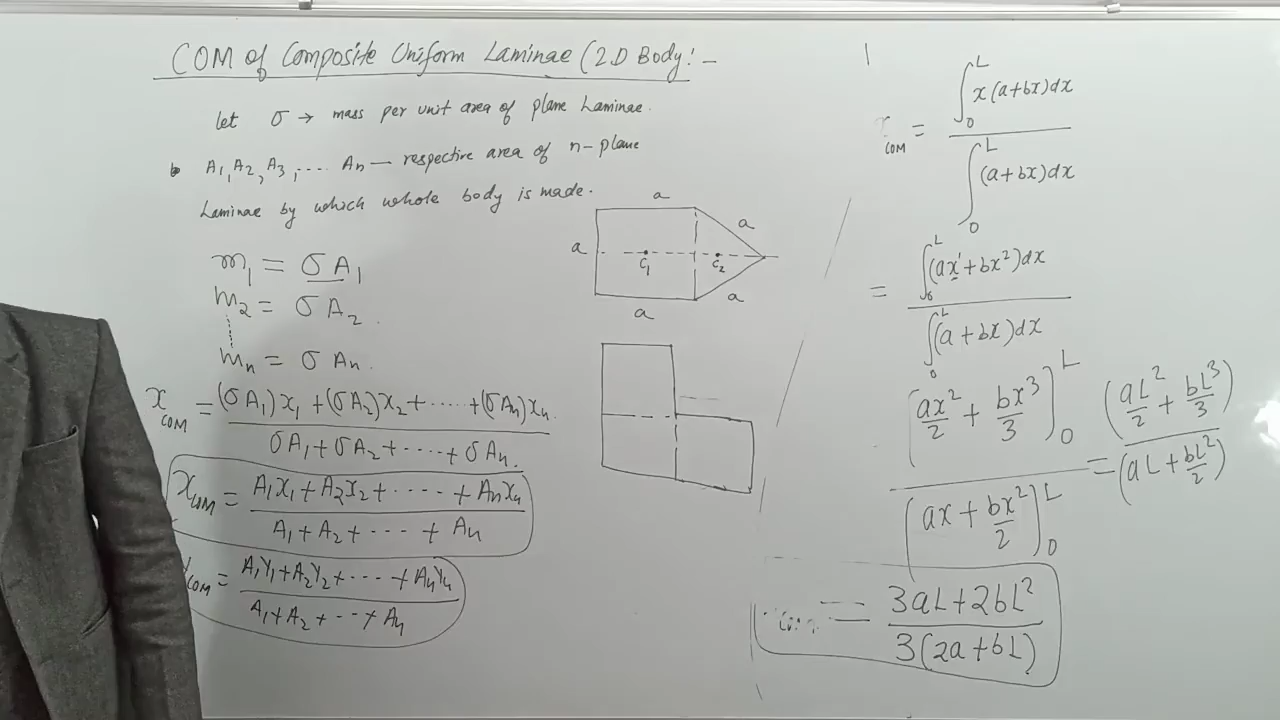 COM of Composite Uniform Laminae (2D Body:-
let σ → mass per unit area of plane Laminae.
A₁, A₂, A₃, .... An — respective area of n-plane
Laminae by which whole body is made.
m₁ = σA₁
m₂ = σA₂
mn = σAn.
xCOM = (σA₁)x₁ + (σA₂)x₂ + ..... + (σAn)xn.
σA₁ + σA₂ + ..... + σAn.
xCOM = A₁x₁ + A₂x₂ + ..... + Anxn
A₁ + A₂ + ... + An
COM = A₁Y₁ + A₂Y₂ + .... + AnYn
A₁ + A₂ + ... + An
a
a
a
C₁
C₂
a
a
COM = ∫₀ᴸ x(a+bx)dx
∫₀ᴸ (a+bx)dx
= ∫₀ᴸ (ax¹+bx²)dx
∫₀ᴸ (a+bx)dx
(ax²/2 + bx³/3)₀ᴸ
(ax + bx²/2)₀ᴸ
= (aL²/2 + bL³/3)
(aL + bL²/2)
= 3aL+2bL²
3(2a+bL)